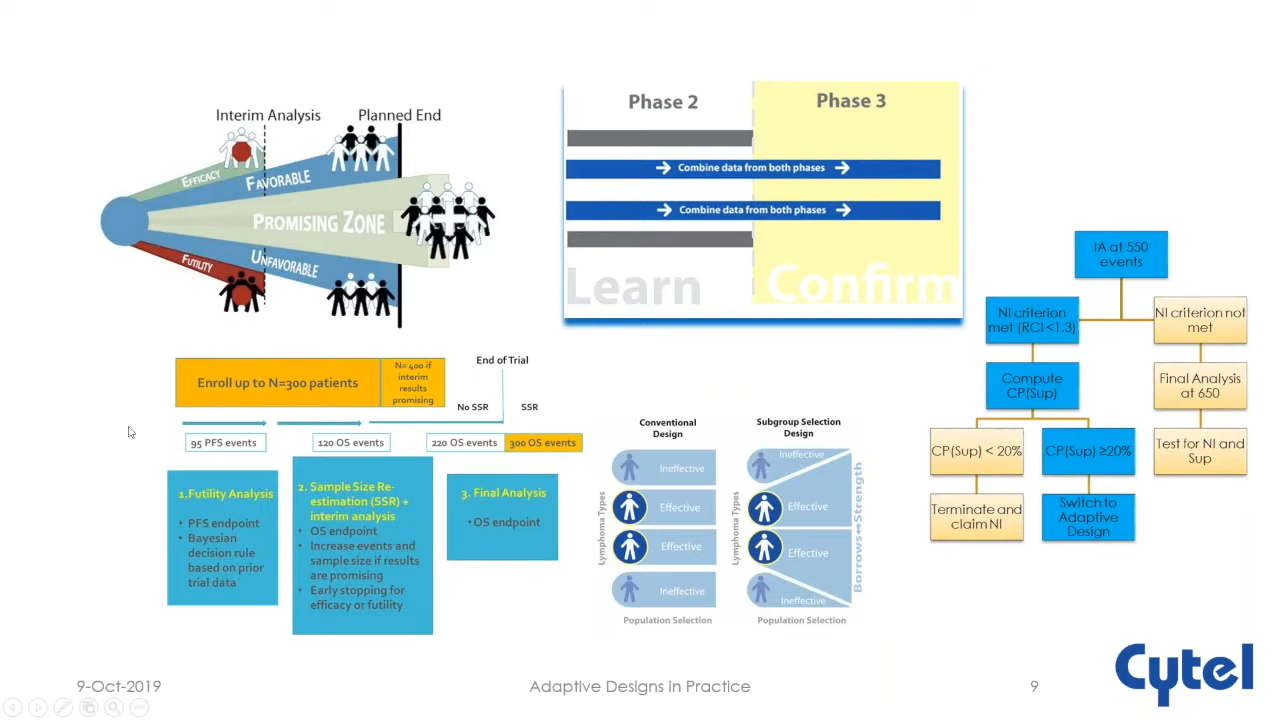 Interim Analysis
Planned End
EFFICACY
FAVORABLE
PROMISING ZONE
FUTILITY
UNFAVORABLE
Phase 2
Phase 3
→ Combine data from both phases →
→ Combine data from both phases →
Learn
Confirm
IA at 550
events
NI criterion
met (RCI <1.3)
NI criterion not
met
Compute
CP(Sup)
Final Analysis
at 650
CP(Sup) < 20%
CP(Sup) ≥20%
Test for NI and
Sup
Terminate and
claim NI
Switch to
Adaptive
Design
Enroll up to N=300 patients
N= 400 if
interim
results
promising
End of Trial
No SSR
SSR
95 PFS events
120 OS events
220 OS events
300 OS events
1.Futility Analysis
• PFS endpoint
• Bayesian
decision rule
based on prior
trial data
2. Sample Size Re-
estimation (SSR) +
interim analysis
• OS endpoint
• Increase events and
sample size if results
are promising
• Early stopping for
efficacy or futility
3. Final Analysis
• OS endpoint
Conventional
Design
Lymphoma Types
Ineffective
Effective
Effective
Ineffective
Population Selection
Subgroup Selection
Design
Lymphoma Types
Ineffective
Effective
Effective
Ineffective
Borrows↔Strength
Population Selection
9-Oct-2019
Adaptive Designs in Practice
9
Cytel